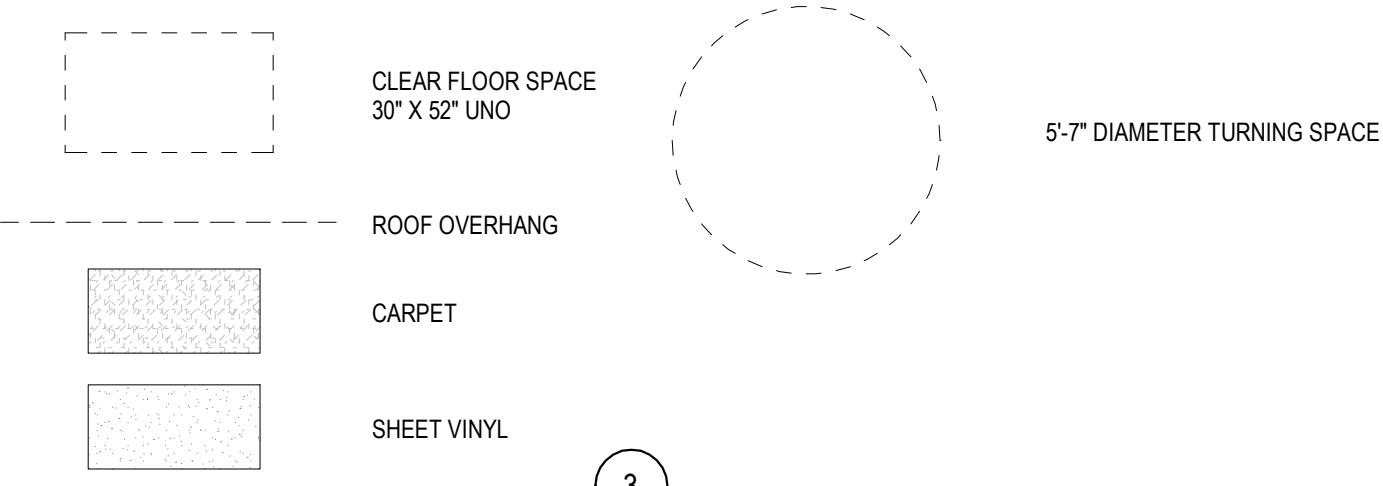 CLEAR FLOOR SPACE
30" X 52" UNO
5'-7" DIAMETER TURNING SPACE
ROOF OVERHANG
CARPET
SHEET VINYL
3